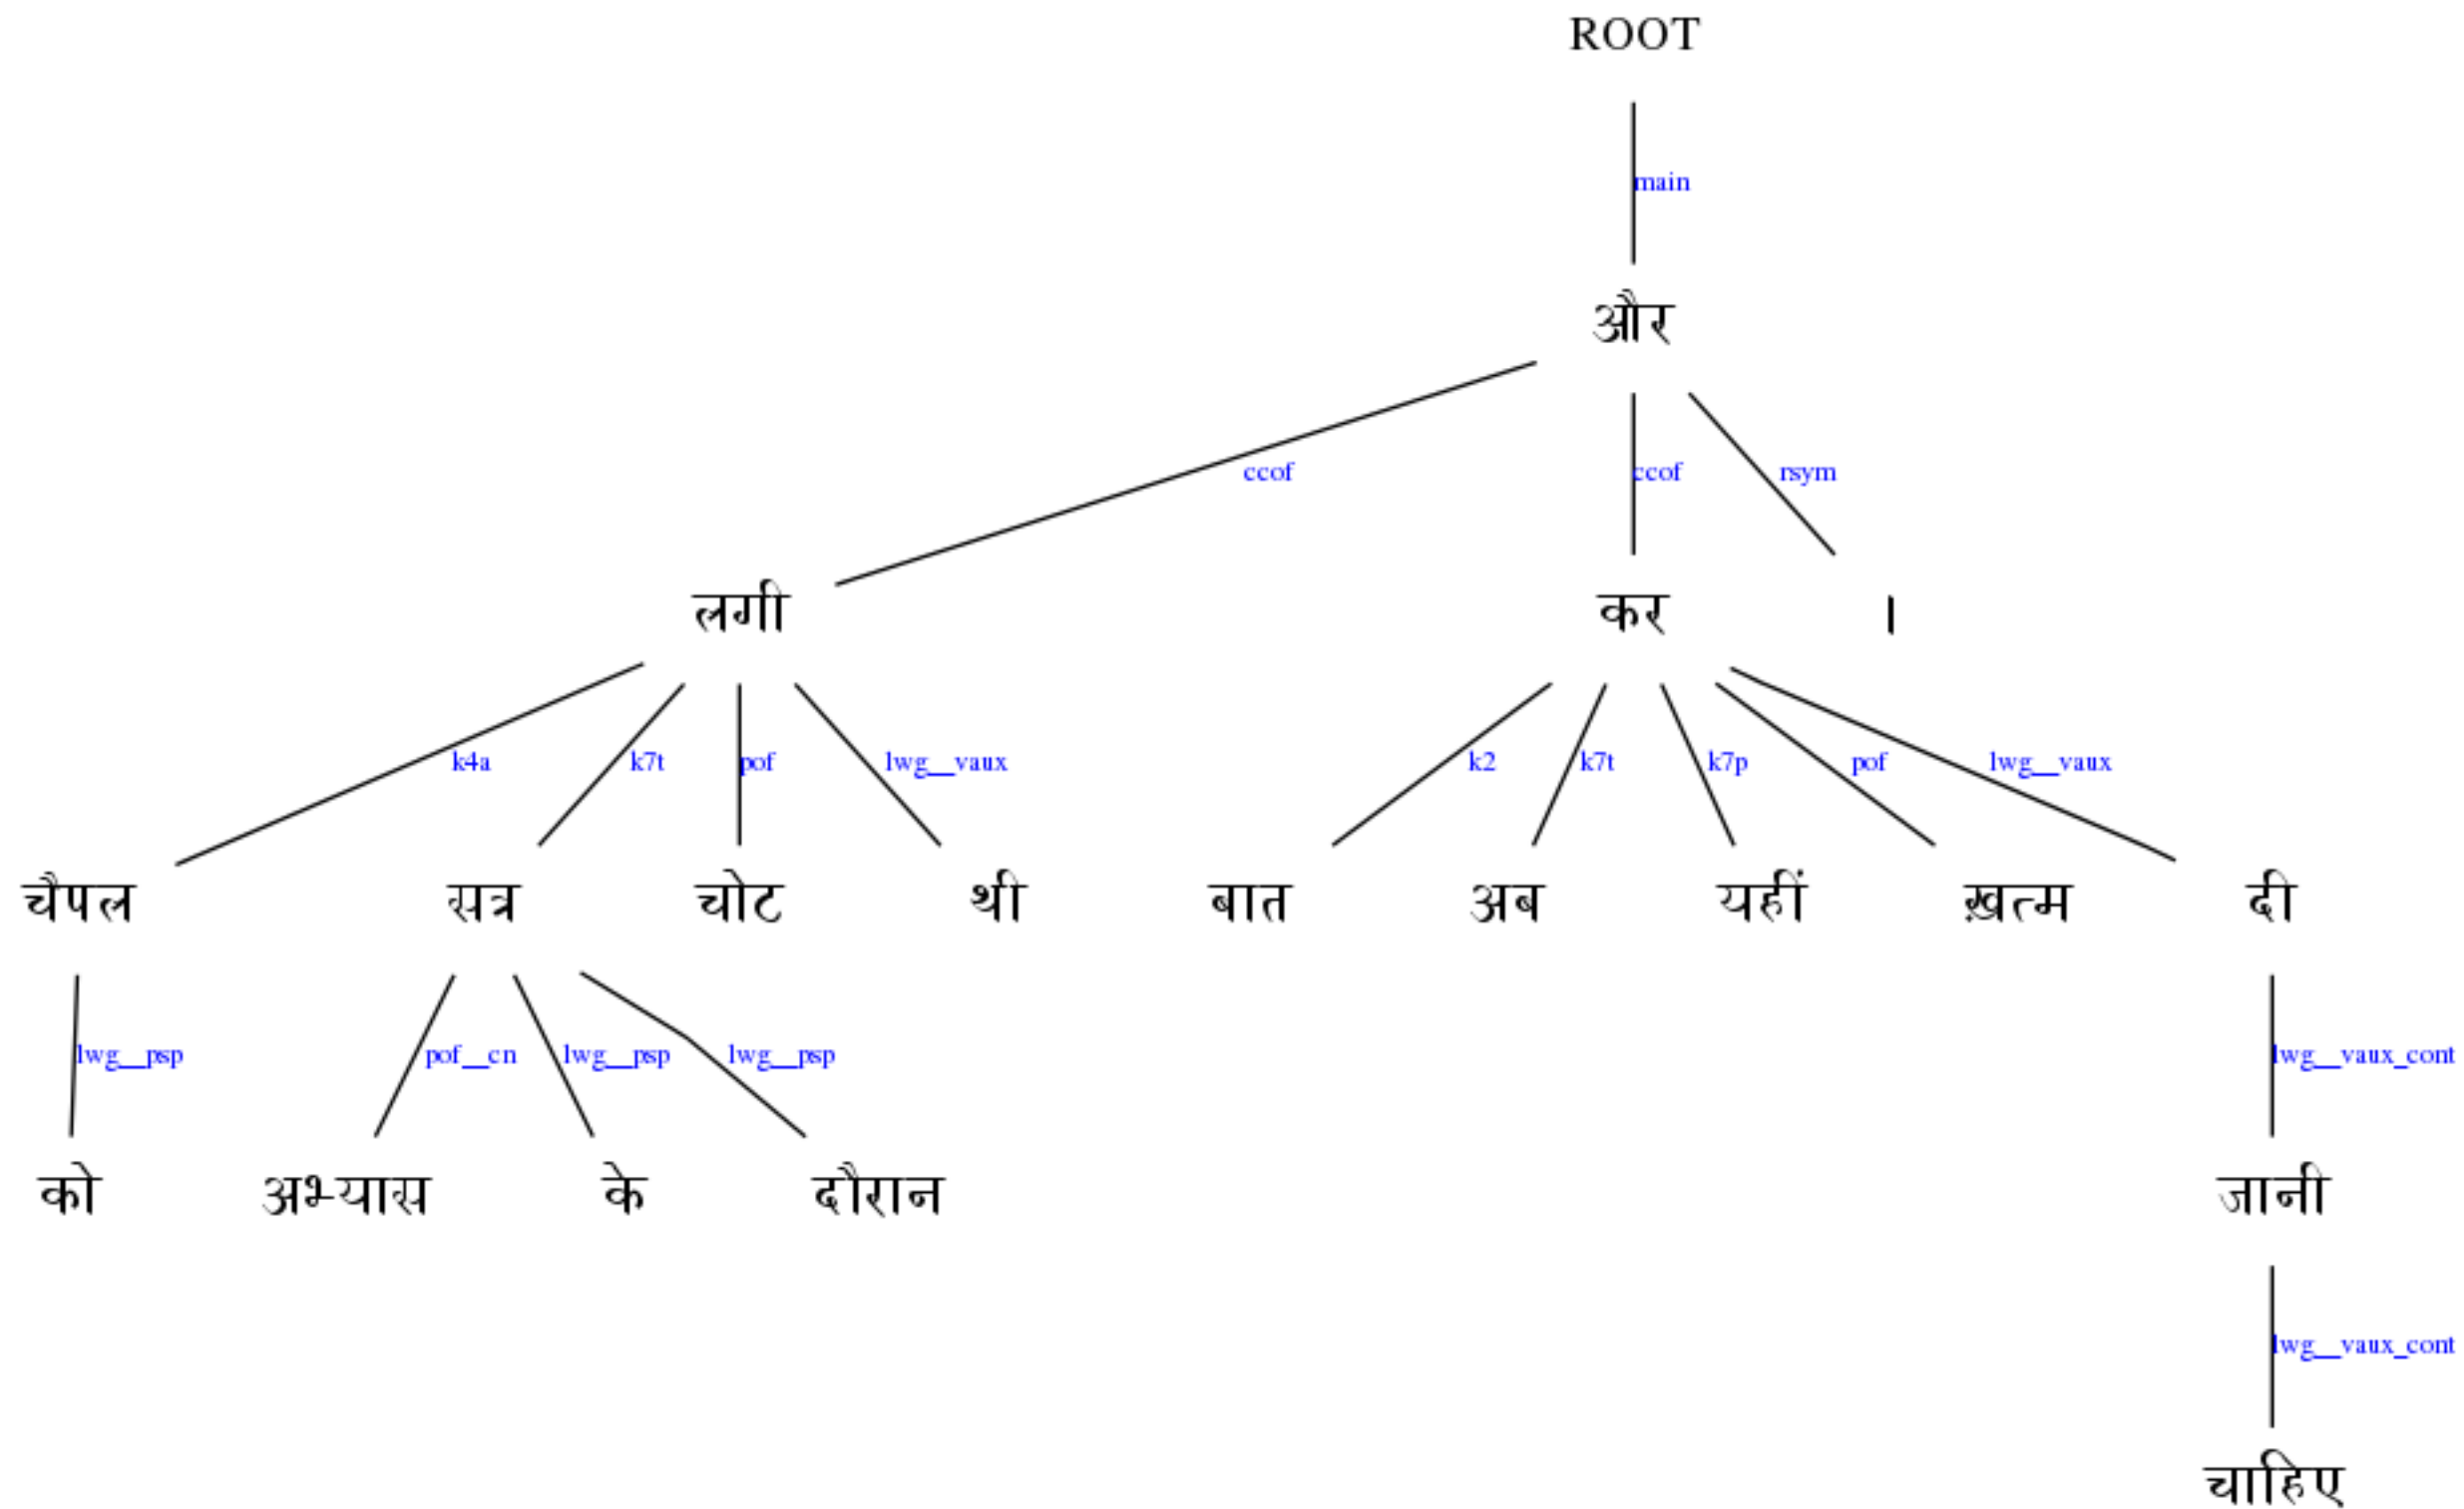 ROOT
main
और
ccof ccof rsym
लगी कर ।
k4a k7t pof lwg__vaux k2 k7t k7p pof lwg__vaux
चैपल सत्र चोट थी बात अब यहीं ख़त्म दी
lwg__psp pof__cn lwg__psp lwg__psp lwg__vaux_cont
को अभ्यास के दौरान जानी
lwg__vaux_cont
चाहिए